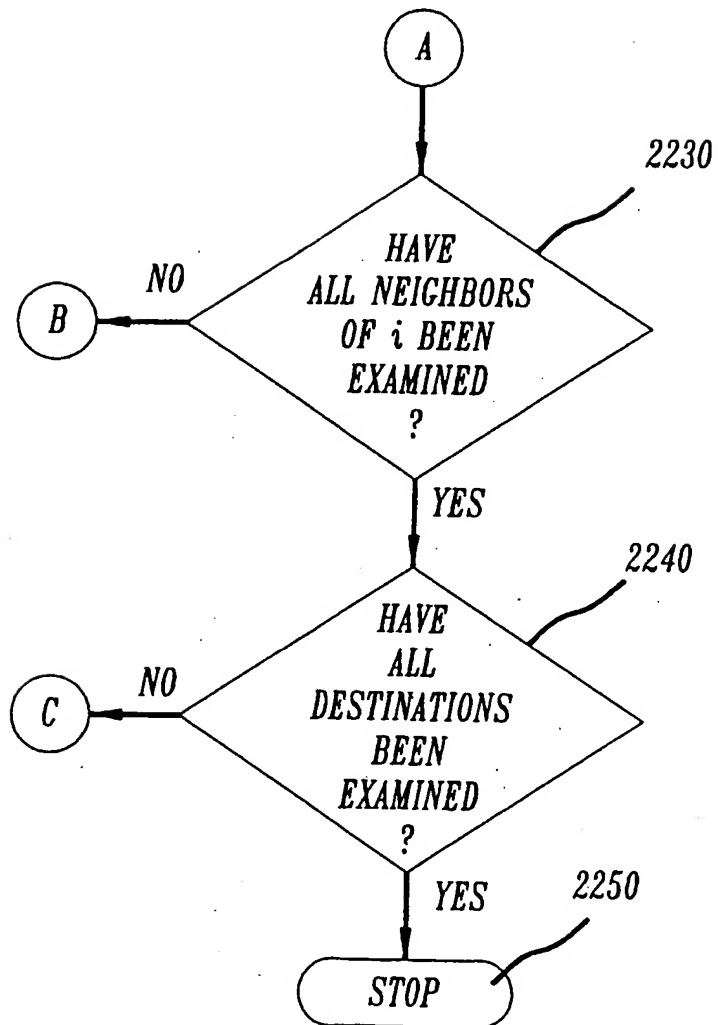 A
2230
HAVE
ALL NEIGHBORS
OF i BEEN
EXAMINED
?
NO
B
YES
2240
HAVE
ALL
DESTINATIONS
BEEN
EXAMINED
?
NO
C
YES
2250
STOP